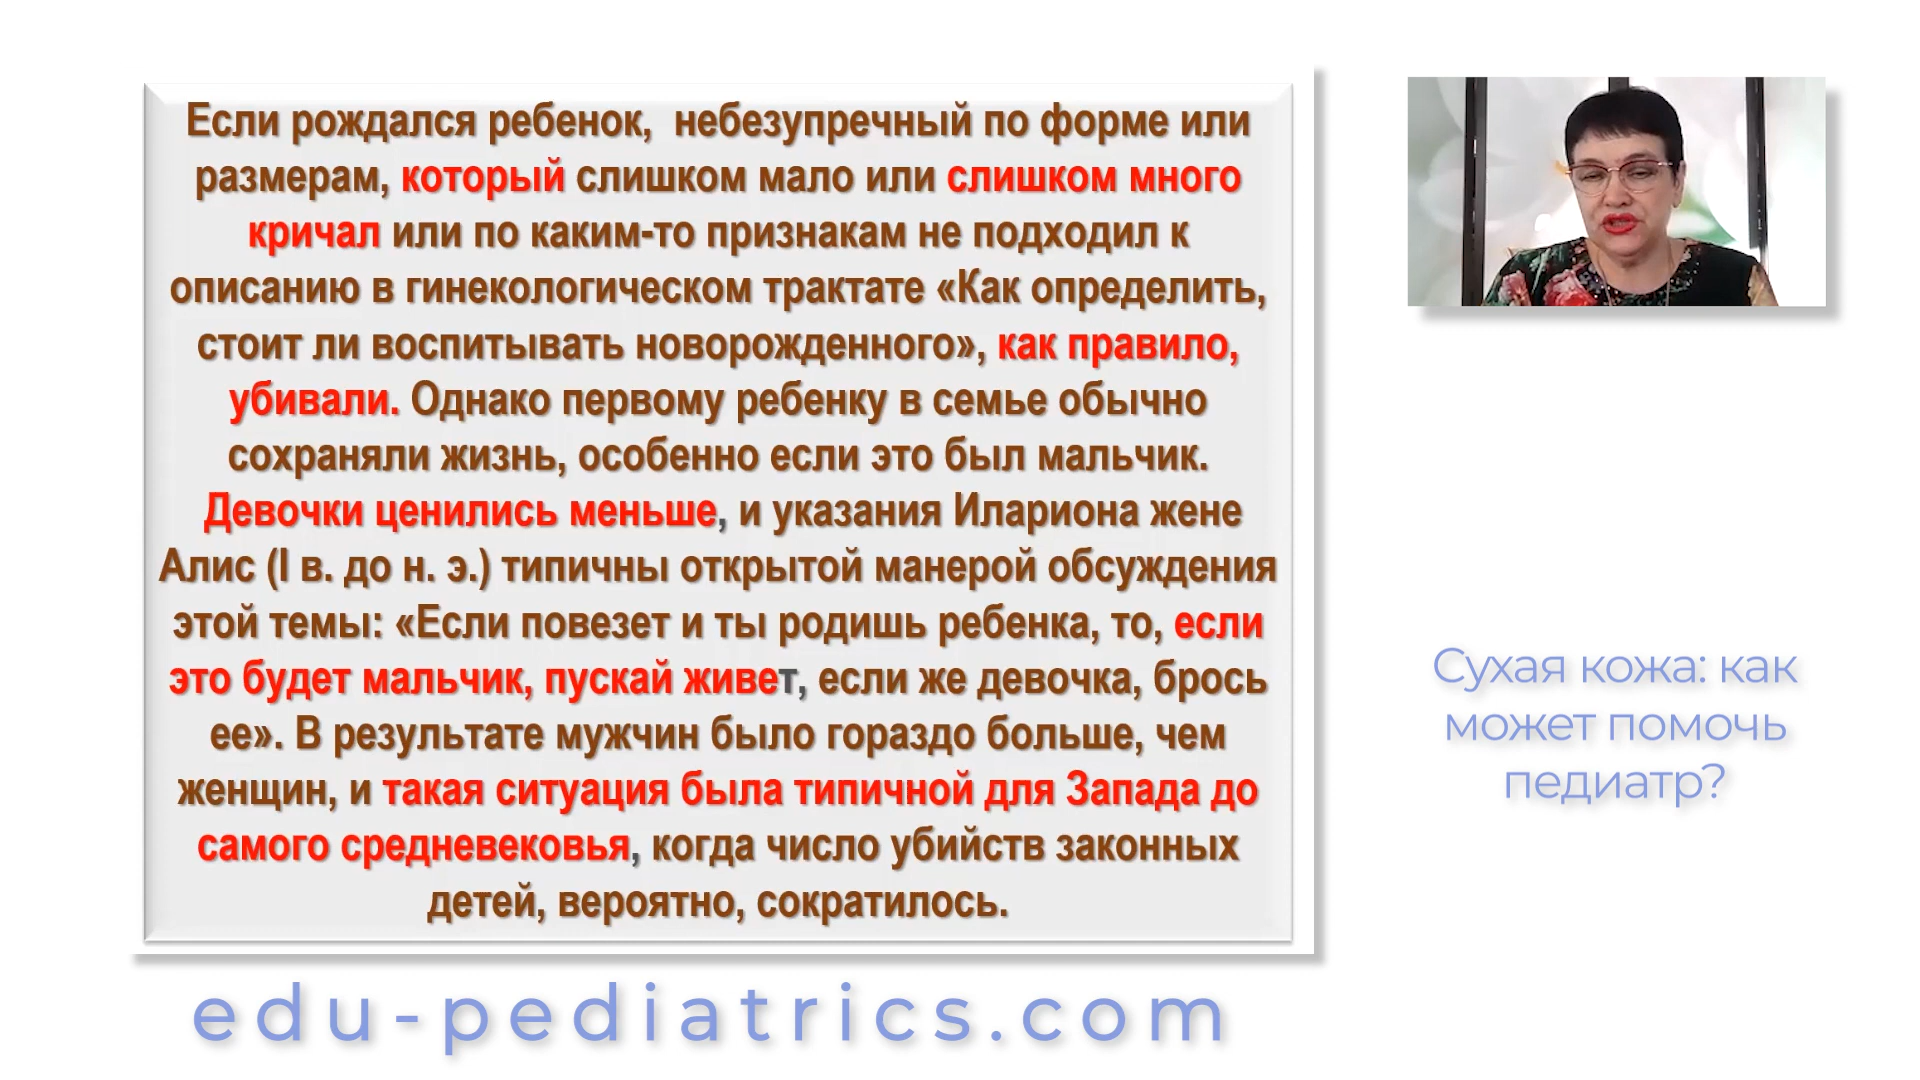 Если рождался ребенок, небезупречный по форме или
размерам, который слишком мало или слишком много
кричал или по каким-то признакам не подходил к
описанию в гинекологическом трактате «Как определить,
стоит ли воспитывать новорожденного», как правило,
убивали. Однако первому ребенку в семье обычно
сохраняли жизнь, особенно если это был мальчик.
Девочки ценились меньше, и указания Илариона жене
Алис (I в. до н. э.) типичны открытой манерой обсуждения
этой темы: «Если повезет и ты родишь ребенка, то, если
это будет мальчик, пускай живет, если же девочка, брось
ее». В результате мужчин было гораздо больше, чем
женщин, и такая ситуация была типичной для Запада до
самого средневековья, когда число убийств законных
детей, вероятно, сократилось.
Сухая кожа: как
может помочь
педиатр?
edu-pediatrics.com